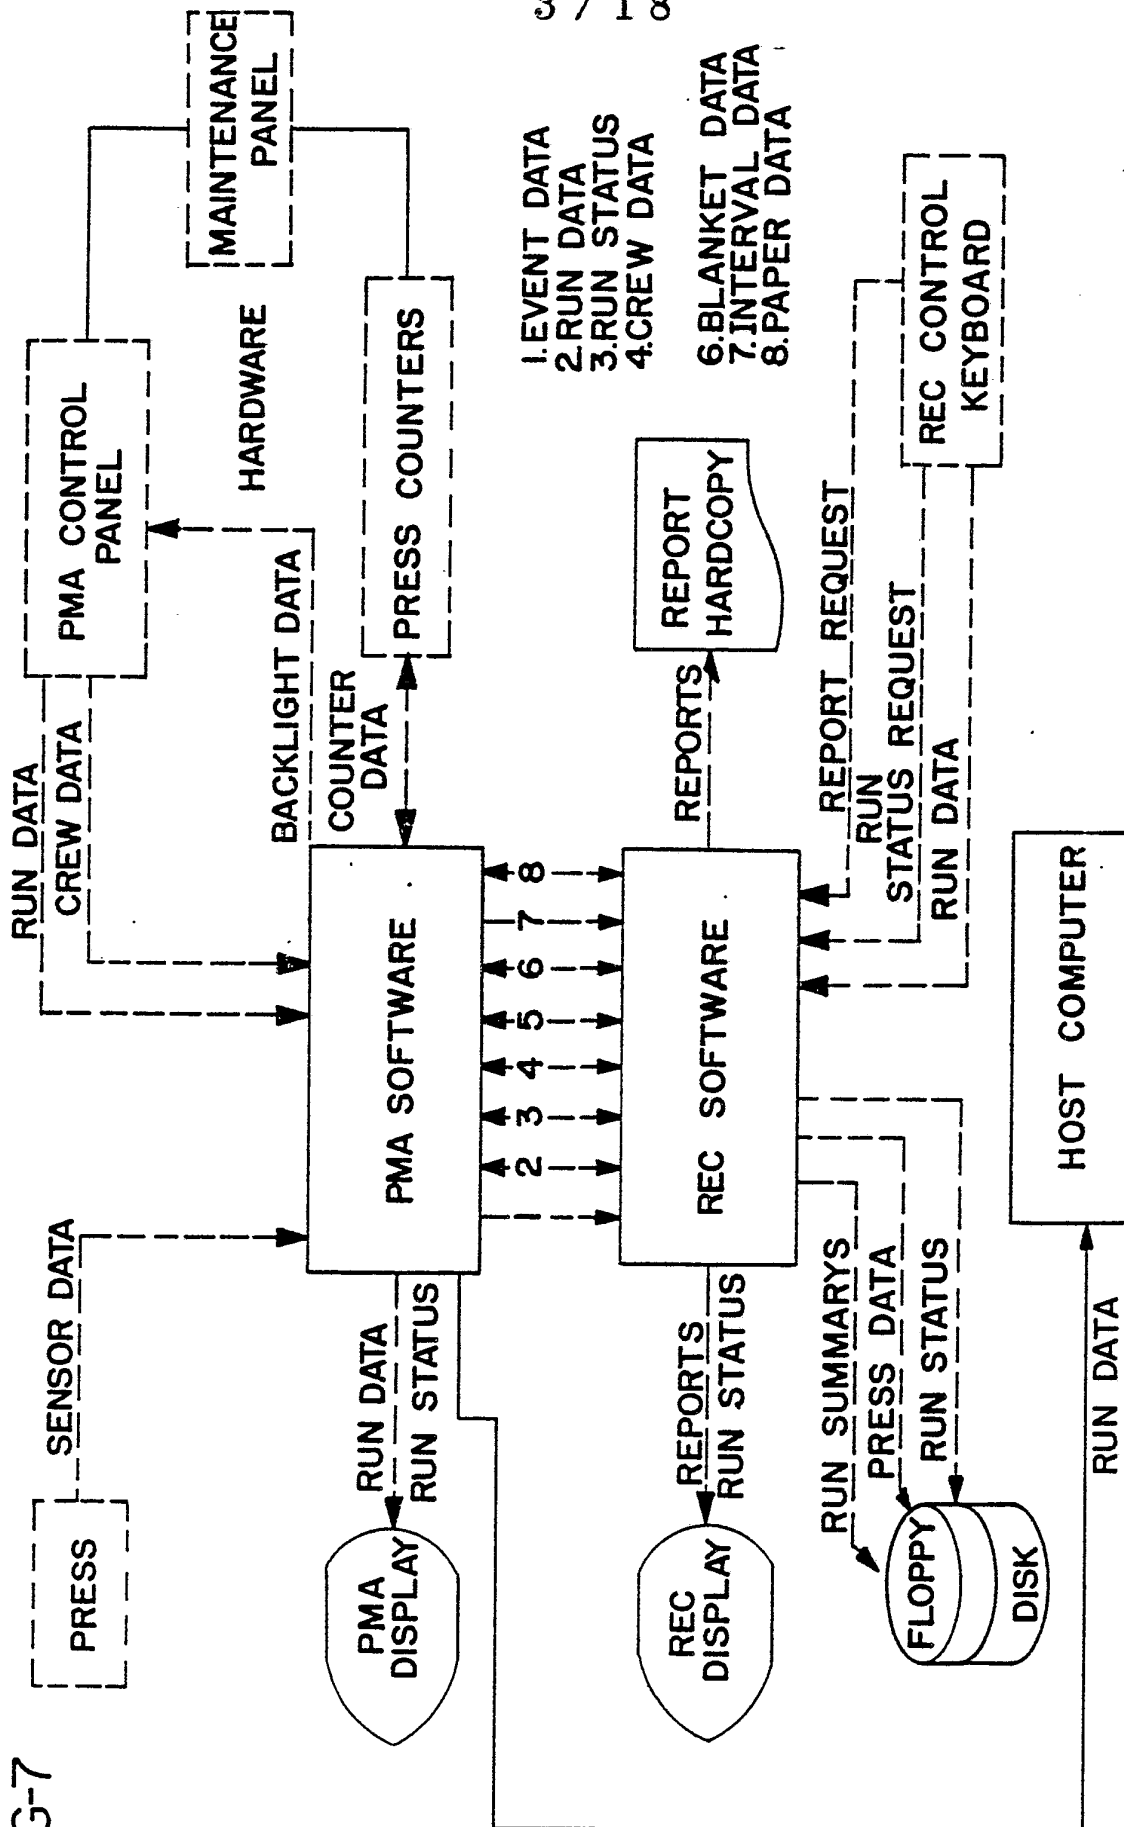 3/18
G-7
PRESS
SENSOR DATA
RUN DATA
CREW DATA
PMA CONTROL
PANEL
MAINTENANCE
PANEL
HARDWARE
BACKLIGHT DATA
COUNTER
DATA
PRESS COUNTERS
PMA
DISPLAY
RUN DATA
RUN STATUS
PMA SOFTWARE
2
3
4
5
6
7
8
1.EVENT DATA
2.RUN DATA
3.RUN STATUS
4.CREW DATA
6.BLANKET DATA
7.INTERVAL DATA
8.PAPER DATA
REC
DISPLAY
REPORTS
RUN STATUS
REC SOFTWARE
REPORTS
REPORT
HARDCOPY
RUN SUMMARYS
PRESS DATA
RUN STATUS
FLOPPY
DISK
REPORT REQUEST
RUN
STATUS REQUEST
RUN DATA
REC CONTROL
KEYBOARD
HOST COMPUTER
RUN DATA